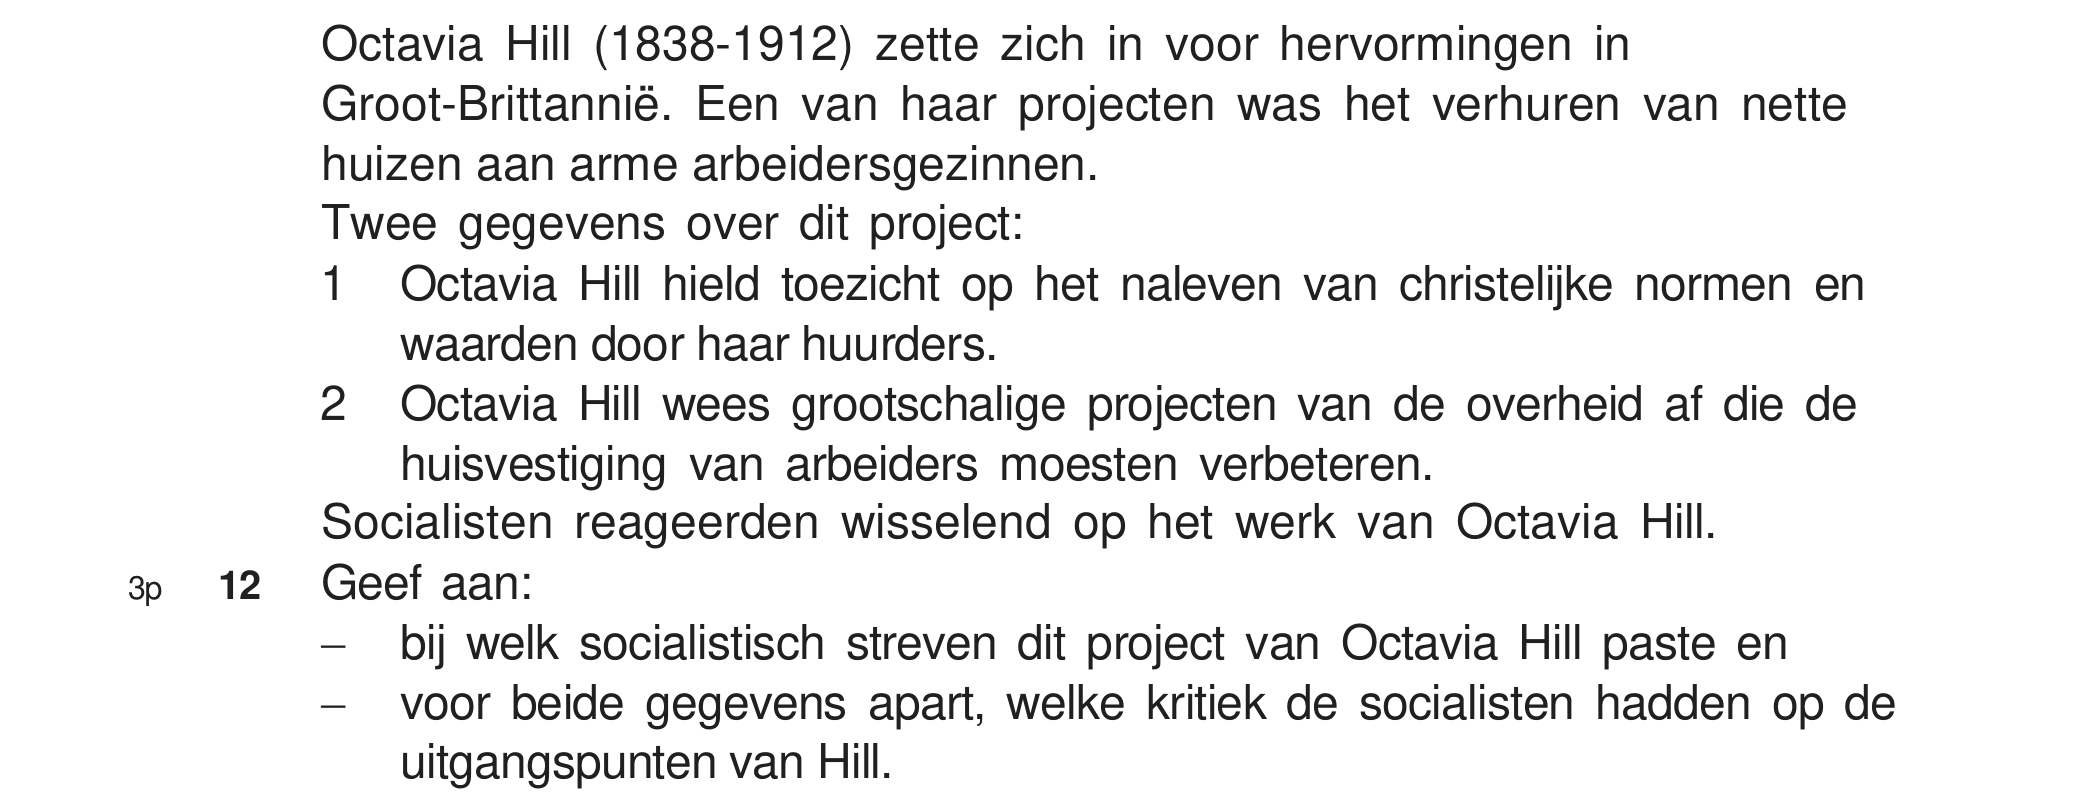 Octavia Hill (1838-1912) zette zich in voor hervormingen in
Groot-Brittannië. Een van haar projecten was het verhuren van nette
huizen aan arme arbeidersgezinnen.
Twee gegevens over dit project:
1 Octavia Hill hield toezicht op het naleven van christelijke normen en
waarden door haar huurders.
2 Octavia Hill wees grootschalige projecten van de overheid af die de
huisvestiging van arbeiders moesten verbeteren.
Socialisten reageerden wisselend op het werk van Octavia Hill.
3p 12 Geef aan:
– bij welk socialistisch streven dit project van Octavia Hill paste en
– voor beide gegevens apart, welke kritiek de socialisten hadden op de
uitgangspunten van Hill.